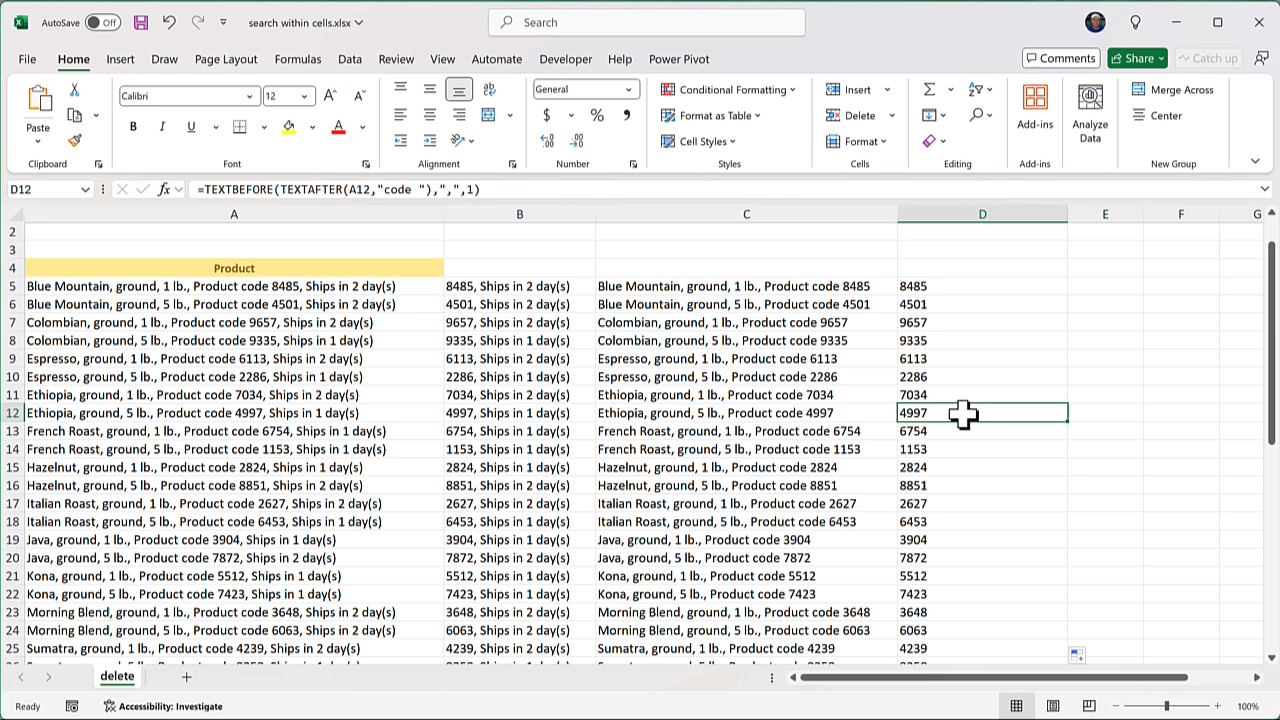 AutoSave Off search within cells.xlsx Search
File Home Insert Draw Page Layout Formulas Data Review View Automate Developer Help Power Pivot Comments Share Catch up
Paste Calibri 12 General Conditional Formatting Insert Merge Across
B I U $ % Format as Table Delete Add-ins Analyze Data Center
Cell Styles Format
Clipboard Font Alignment Number Styles Cells Editing Add-ins New Group
D12 fx =TEXTBEFORE(TEXTAFTER(A12,"code "),",",1)
A B C D E F G
2
3
4 Product
5 Blue Mountain, ground, 1 lb., Product code 8485, Ships in 2 day(s) 8485, Ships in 2 day(s) Blue Mountain, ground, 1 lb., Product code 8485 8485
6 Blue Mountain, ground, 5 lb., Product code 4501, Ships in 2 day(s) 4501, Ships in 2 day(s) Blue Mountain, ground, 5 lb., Product code 4501 4501
7 Colombian, ground, 1 lb., Product code 9657, Ships in 2 day(s) 9657, Ships in 2 day(s) Colombian, ground, 1 lb., Product code 9657 9657
8 Colombian, ground, 5 lb., Product code 9335, Ships in 1 day(s) 9335, Ships in 1 day(s) Colombian, ground, 5 lb., Product code 9335 9335
9 Espresso, ground, 1 lb., Product code 6113, Ships in 2 day(s) 6113, Ships in 2 day(s) Espresso, ground, 1 lb., Product code 6113 6113
10 Espresso, ground, 5 lb., Product code 2286, Ships in 1 day(s) 2286, Ships in 1 day(s) Espresso, ground, 5 lb., Product code 2286 2286
11 Ethiopia, ground, 1 lb., Product code 7034, Ships in 2 day(s) 7034, Ships in 2 day(s) Ethiopia, ground, 1 lb., Product code 7034 7034
12 Ethiopia, ground, 5 lb., Product code 4997, Ships in 1 day(s) 4997, Ships in 1 day(s) Ethiopia, ground, 5 lb., Product code 4997 4997
13 French Roast, ground, 1 lb., Product code 6754, Ships in 1 day(s) 6754, Ships in 1 day(s) French Roast, ground, 1 lb., Product code 6754 6754
14 French Roast, ground, 5 lb., Product code 1153, Ships in 1 day(s) 1153, Ships in 1 day(s) French Roast, ground, 5 lb., Product code 1153 1153
15 Hazelnut, ground, 1 lb., Product code 2824, Ships in 1 day(s) 2824, Ships in 1 day(s) Hazelnut, ground, 1 lb., Product code 2824 2824
16 Hazelnut, ground, 5 lb., Product code 8851, Ships in 2 day(s) 8851, Ships in 2 day(s) Hazelnut, ground, 5 lb., Product code 8851 8851
17 Italian Roast, ground, 1 lb., Product code 2627, Ships in 2 day(s) 2627, Ships in 2 day(s) Italian Roast, ground, 1 lb., Product code 2627 2627
18 Italian Roast, ground, 5 lb., Product code 6453, Ships in 1 day(s) 6453, Ships in 1 day(s) Italian Roast, ground, 5 lb., Product code 6453 6453
19 Java, ground, 1 lb., Product code 3904, Ships in 1 day(s) 3904, Ships in 1 day(s) Java, ground, 1 lb., Product code 3904 3904
20 Java, ground, 5 lb., Product code 7872, Ships in 2 day(s) 7872, Ships in 2 day(s) Java, ground, 5 lb., Product code 7872 7872
21 Kona, ground, 1 lb., Product code 5512, Ships in 1 day(s) 5512, Ships in 1 day(s) Kona, ground, 1 lb., Product code 5512 5512
22 Kona, ground, 5 lb., Product code 7423, Ships in 1 day(s) 7423, Ships in 1 day(s) Kona, ground, 5 lb., Product code 7423 7423
23 Morning Blend, ground, 1 lb., Product code 3648, Ships in 2 day(s) 3648, Ships in 2 day(s) Morning Blend, ground, 1 lb., Product code 3648 3648
24 Morning Blend, ground, 5 lb., Product code 6063, Ships in 2 day(s) 6063, Ships in 2 day(s) Morning Blend, ground, 5 lb., Product code 6063 6063
25 Sumatra, ground, 1 lb., Product code 4239, Ships in 2 day(s) 4239, Ships in 2 day(s) Sumatra, ground, 1 lb., Product code 4239 4239
delete
Ready Accessibility: Investigate 100%